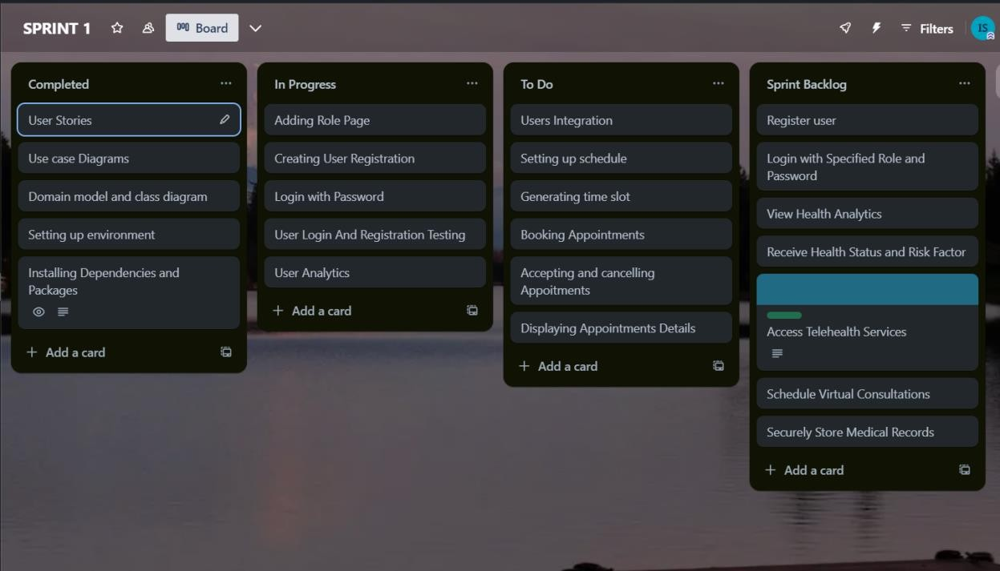 SPRINT 1
Board
Filters
IS
Completed
User Stories
Use case Diagrams
Domain model and class diagram
Setting up environment
Installing Dependencies and
Packages
Add a card
In Progress
Adding Role Page
Creating User Registration
Login with Password
User Login And Registration Testing
User Analytics
Add a card
To Do
Users Integration
Setting up schedule
Generating time slot
Booking Appointments
Accepting and cancelling
Appoitments
Displaying Appointments Details
Add a card
Sprint Backlog
Register user
Login with Specified Role and
Password
View Health Analytics
Receive Health Status and Risk Factor
Access Telehealth Services
Schedule Virtual Consultations
Securely Store Medical Records
Add a card